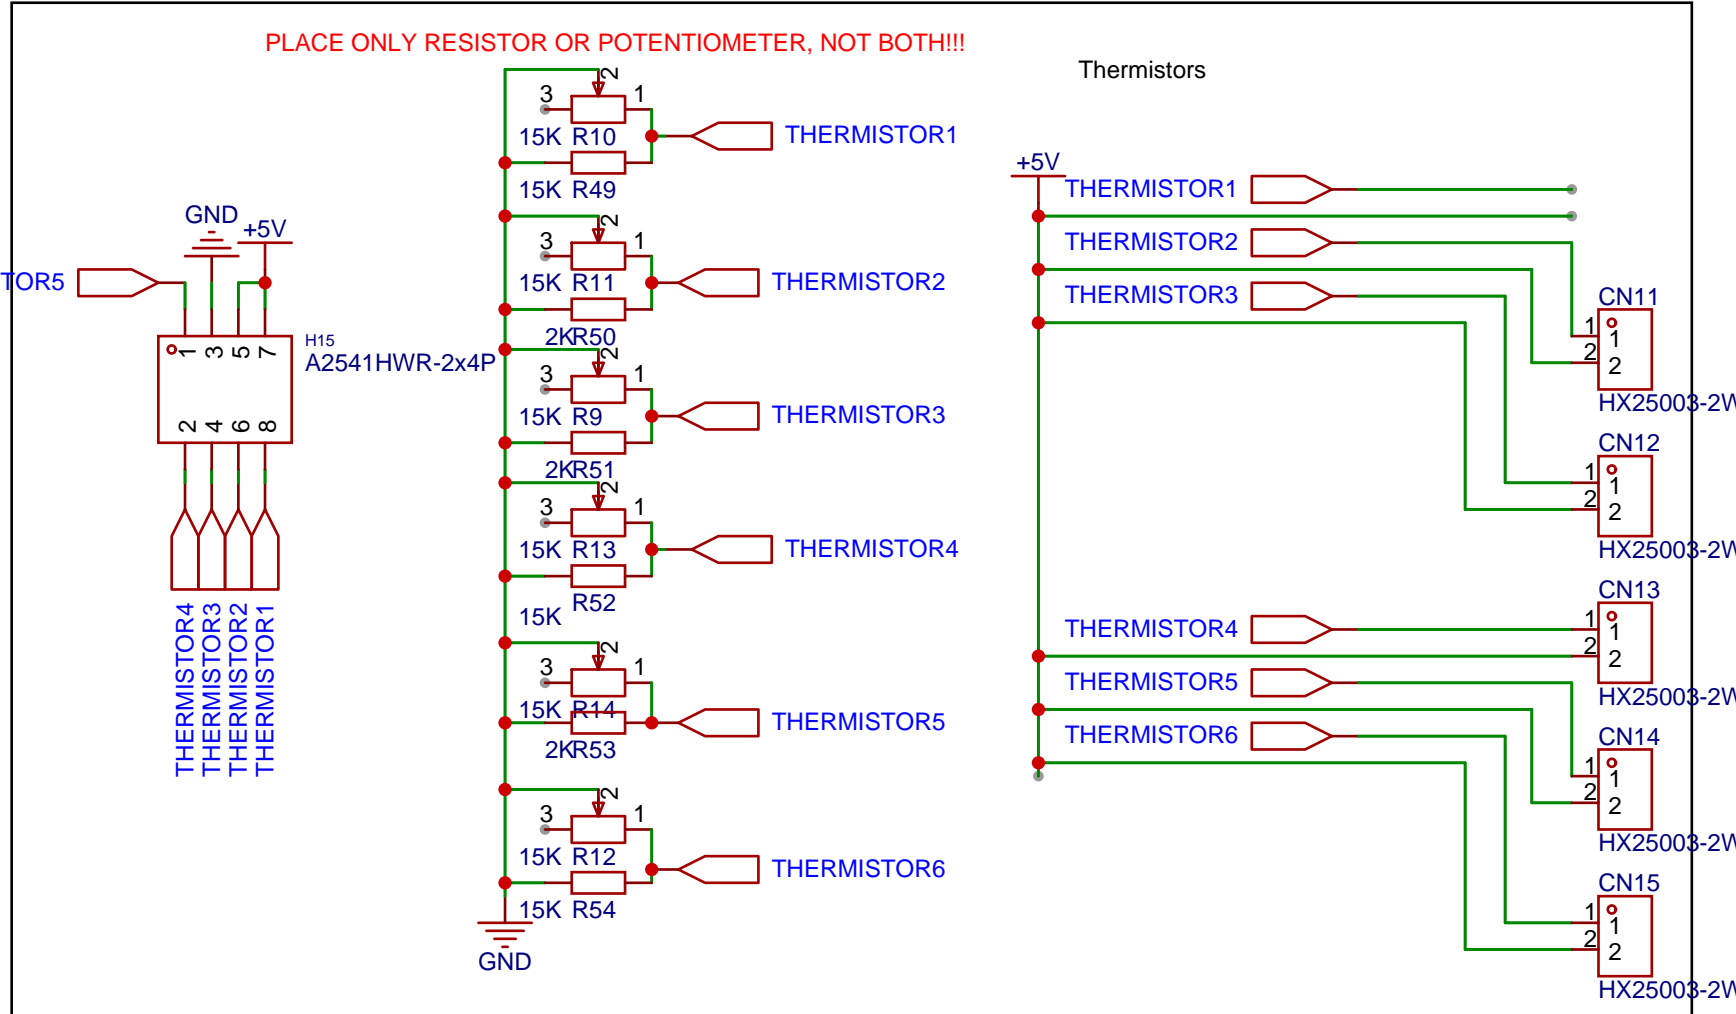 PLACE ONLY RESISTOR OR POTENTIOMETER, NOT BOTH!!!
Thermistors
GND
+5V
TOR5
H15
A2541HWR-2x4P
1 3 5 7
2 4 6 8
THERMISTOR4
THERMISTOR3
THERMISTOR2
THERMISTOR1
2
3 1
15K R10
THERMISTOR1
15K R49
2
3 1
15K R11
THERMISTOR2
2K R50
2
3 1
15K R9
THERMISTOR3
2K R51
2
3 1
15K R13
THERMISTOR4
15K R52
2
3 1
15K R14
THERMISTOR5
2K R53
2
3 1
15K R12
THERMISTOR6
15K R54
GND
+5V
THERMISTOR1
THERMISTOR2
THERMISTOR3
THERMISTOR4
THERMISTOR5
THERMISTOR6
CN11
1 1
2 2
HX25003-2W
CN12
1 1
2 2
HX25003-2W
CN13
1 1
2 2
HX25003-2W
CN14
1 1
2 2
HX25003-2W
CN15
1 1
2 2
HX25003-2W